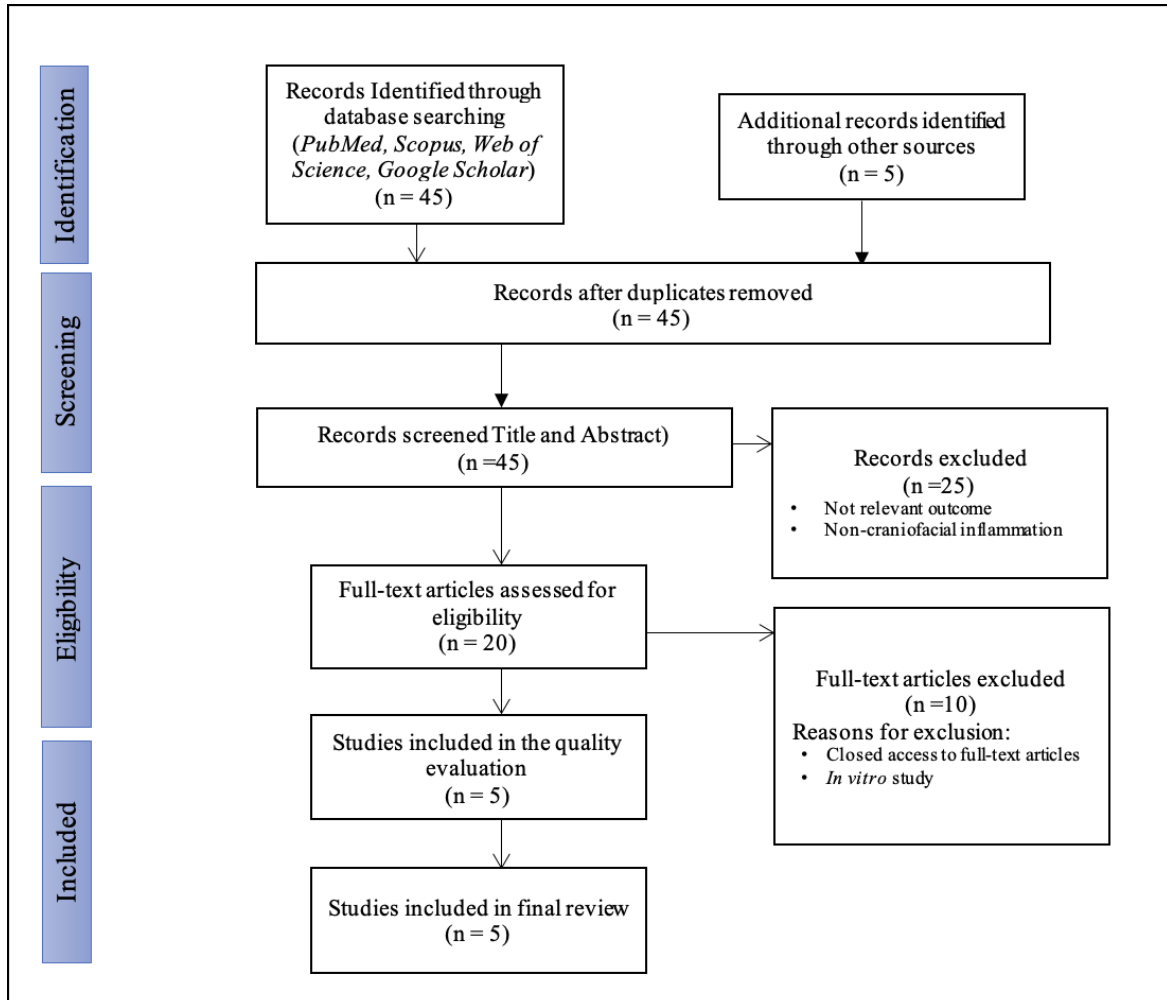 Identification
Records Identified through
database searching
(PubMed, Scopus, Web of
Science, Google Scholar)
(n = 45)
Additional records identified
through other sources
(n = 5)
Screening
Records after duplicates removed
(n = 45)
Records screened Title and Abstract)
(n =45)
Records excluded
(n =25)
• Not relevant outcome
• Non-craniofacial inflammation
Eligibility
Full-text articles assessed for
eligibility
(n = 20)
Full-text articles excluded
(n =10)
Reasons for exclusion:
• Closed access to full-text articles
• In vitro study
Included
Studies included in the quality
evaluation
(n = 5)
Studies included in final review
(n = 5)